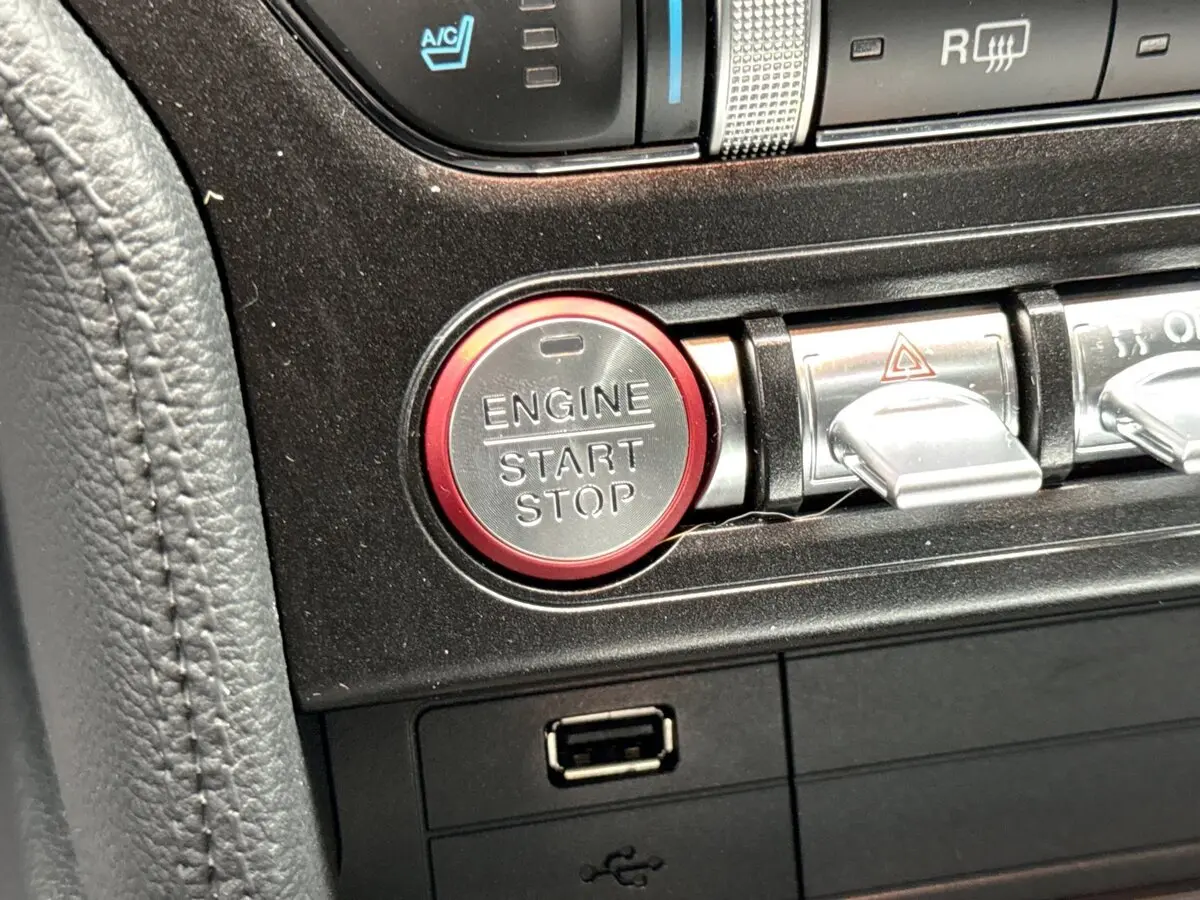 A/C
R
ENGINE
START
STOP